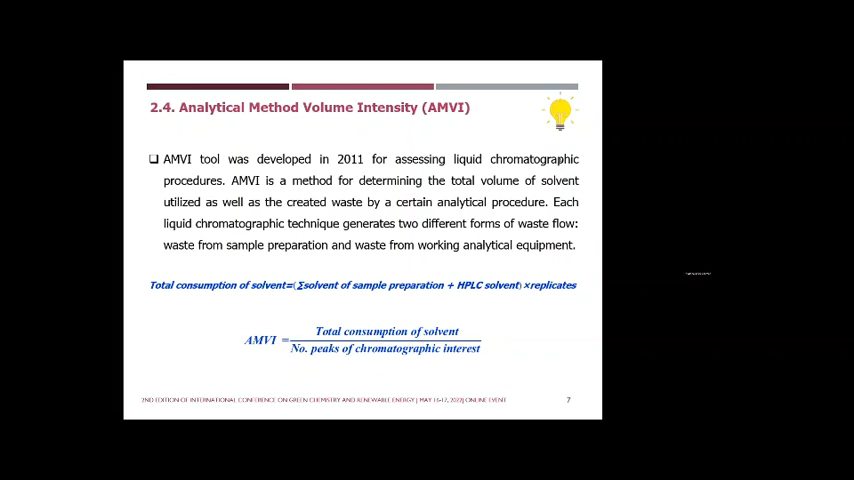 2.4. Analytical Method Volume Intensity (AMVI)
❑ AMVI tool was developed in 2011 for assessing liquid chromatographic
procedures. AMVI is a method for determining the total volume of solvent
utilized as well as the created waste by a certain analytical procedure. Each
liquid chromatographic technique generates two different forms of waste flow:
waste from sample preparation and waste from working analytical equipment.
Total consumption of solvent=(∑solvent of sample preparation + HPLC solvent)×replicates
AMVI = Total consumption of solvent
No. peaks of chromatographic interest
2ND EDITION OF INTERNATIONAL CONFERENCE ON GREEN CHEMISTRY AND RENEWABLE ENERGY | MAY 2022| ONLINE EVENT 7